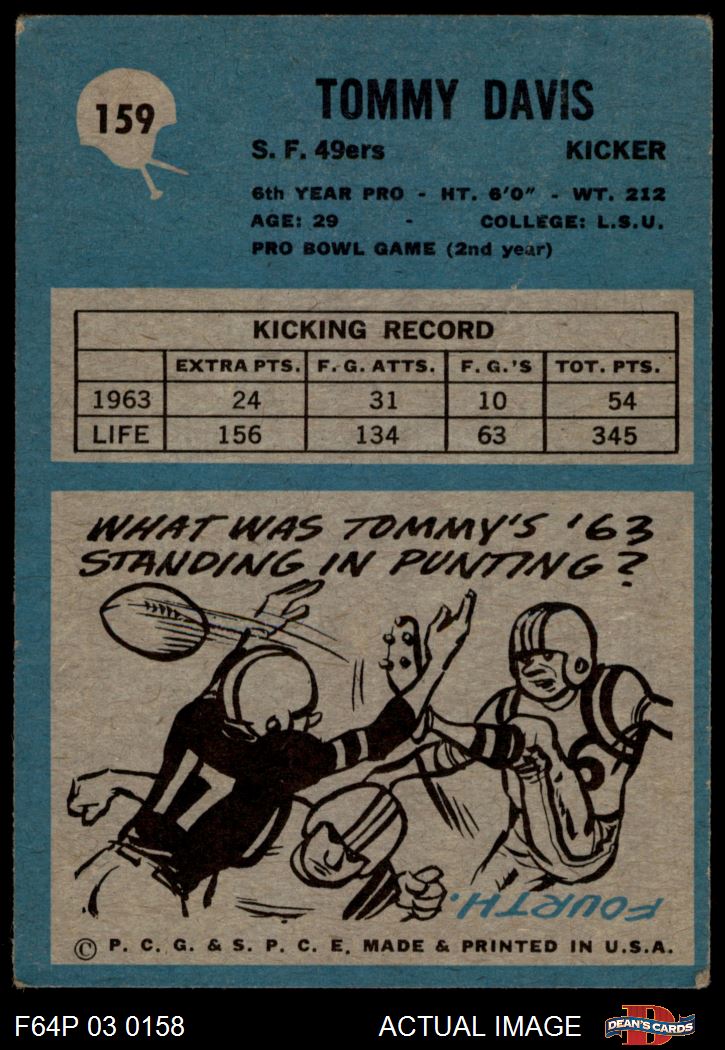 159
TOMMY DAVIS
S. F. 49ers KICKER
6th YEAR PRO - HT. 6'0" - WT. 212
AGE: 29 - COLLEGE: L.S.U.
PRO BOWL GAME (2nd year)
KICKING RECORD
EXTRA PTS. F. G. ATTS. F. G.'S TOT. PTS.
1963 24 31 10 54
LIFE 156 134 63 345
WHAT WAS TOMMY'S '63
STANDING IN PUNTING?
17
FOURTH.
© P. C. G. & S. P. C. E. MADE & PRINTED IN U.S.A.
F64P 03 0158 ACTUAL IMAGE
D
DEAN'S CARDS